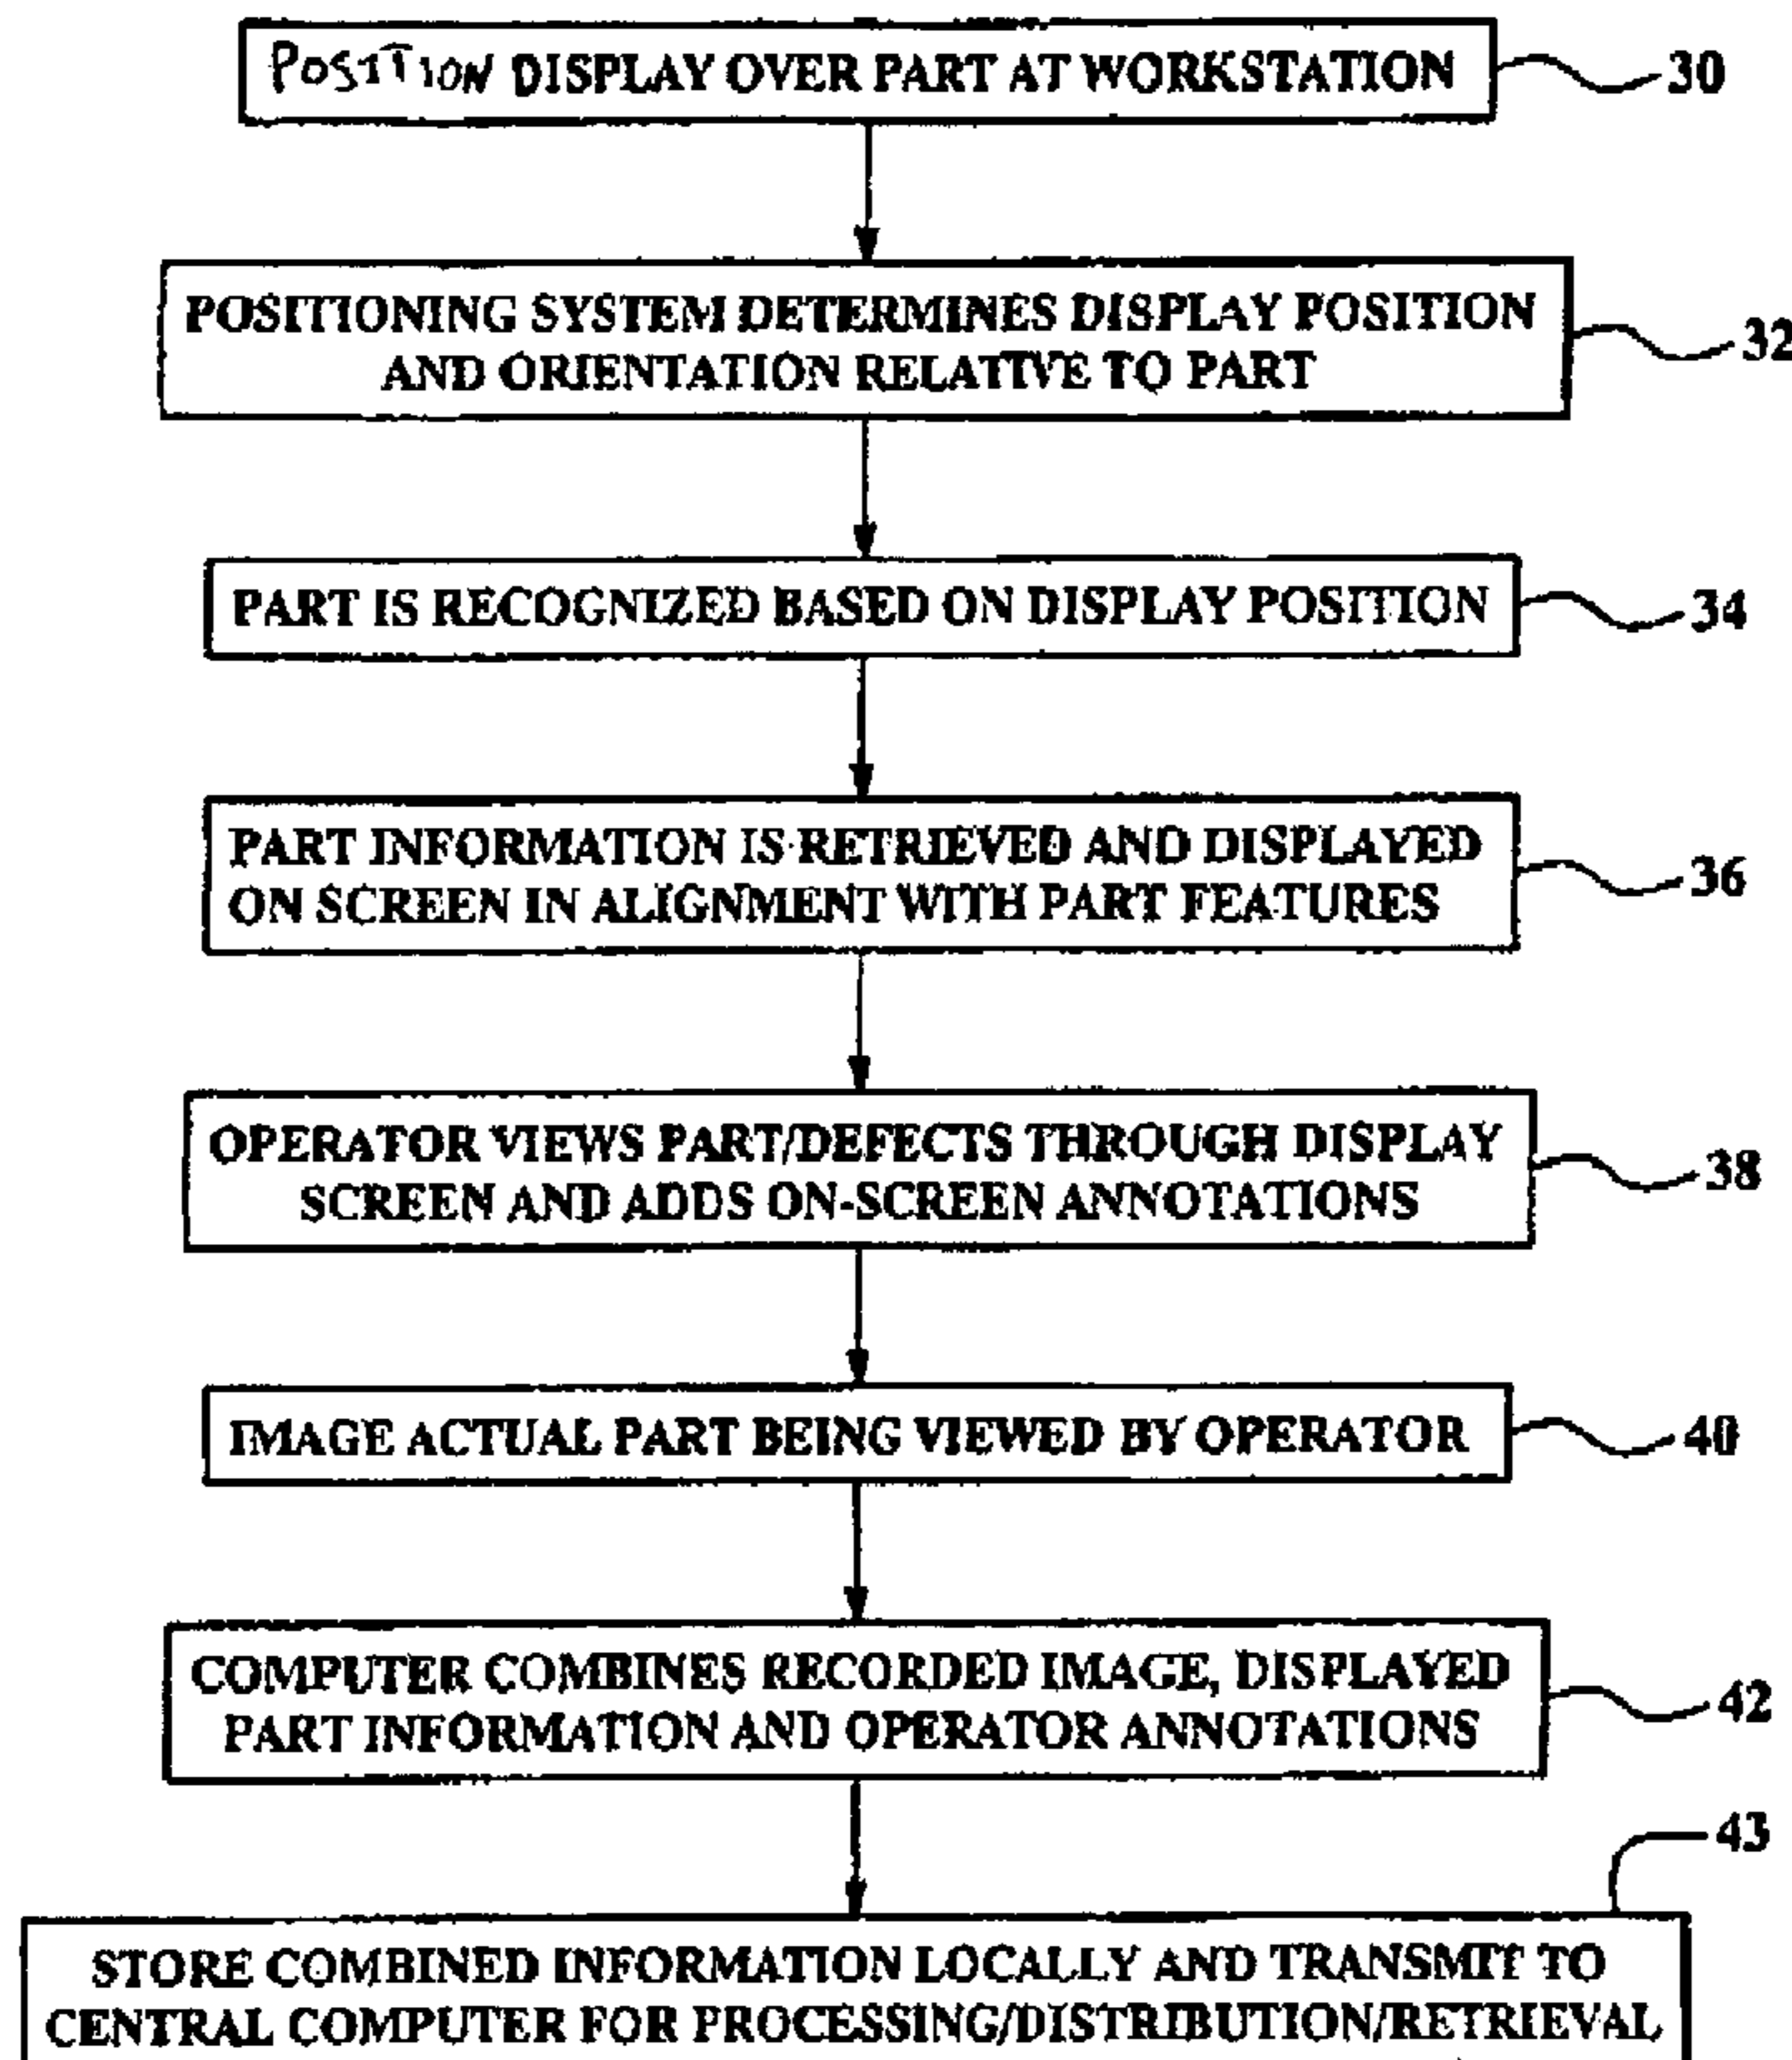 POSITION DISPLAY OVER PART AT WORKSTATION
30
POSITIONING SYSTEM DETERMINES DISPLAY POSITION
AND ORIENTATION RELATIVE TO PART
32
PART IS RECOGNIZED BASED ON DISPLAY POSITION
34
PART INFORMATION IS RETRIEVED AND DISPLAYED
ON SCREEN IN ALIGNMENT WITH PART FEATURES
36
OPERATOR VIEWS PART/DEFECTS THROUGH DISPLAY
SCREEN AND ADDS ON-SCREEN ANNOTATIONS
38
IMAGE ACTUAL PART BEING VIEWED BY OPERATOR
40
COMPUTER COMBINES RECORDED IMAGE, DISPLAYED
PART INFORMATION AND OPERATOR ANNOTATIONS
42
43
STORE COMBINED INFORMATION LOCALLY AND TRANSMIT TO
CENTRAL COMPUTER FOR PROCESSING/DISTRIBUTION/RETRIEVAL